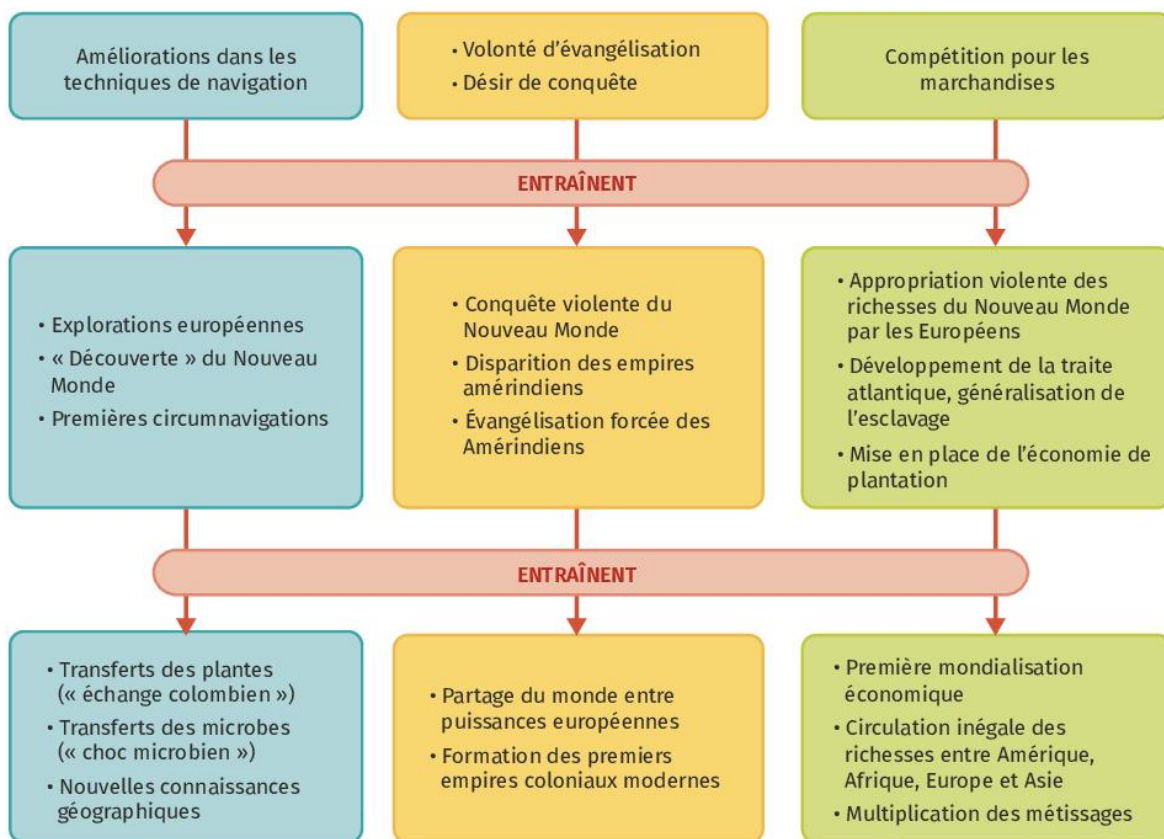 Améliorations dans les
techniques de navigation
• Volonté d’évangélisation
• Désir de conquête
Compétition pour les
marchandises
ENTRAÎNENT
• Explorations européennes
• « Découverte » du Nouveau
Monde
• Premières circumnavigations
• Conquête violente du
Nouveau Monde
• Disparition des empires
amérindiens
• Évangélisation forcée des
Amérindiens
• Appropriation violente des
richesses du Nouveau Monde
par les Européens
• Développement de la traite
atlantique, généralisation de
l’esclavage
• Mise en place de l’économie de
plantation
ENTRAÎNENT
• Transferts des plantes
(« échange colombien »)
• Transferts des microbes
(« choc microbien »)
• Nouvelles connaissances
géographiques
• Partage du monde entre
puissances européennes
• Formation des premiers
empires coloniaux modernes
• Première mondialisation
économique
• Circulation inégale des
richesses entre Amérique,
Afrique, Europe et Asie
• Multiplication des métissages